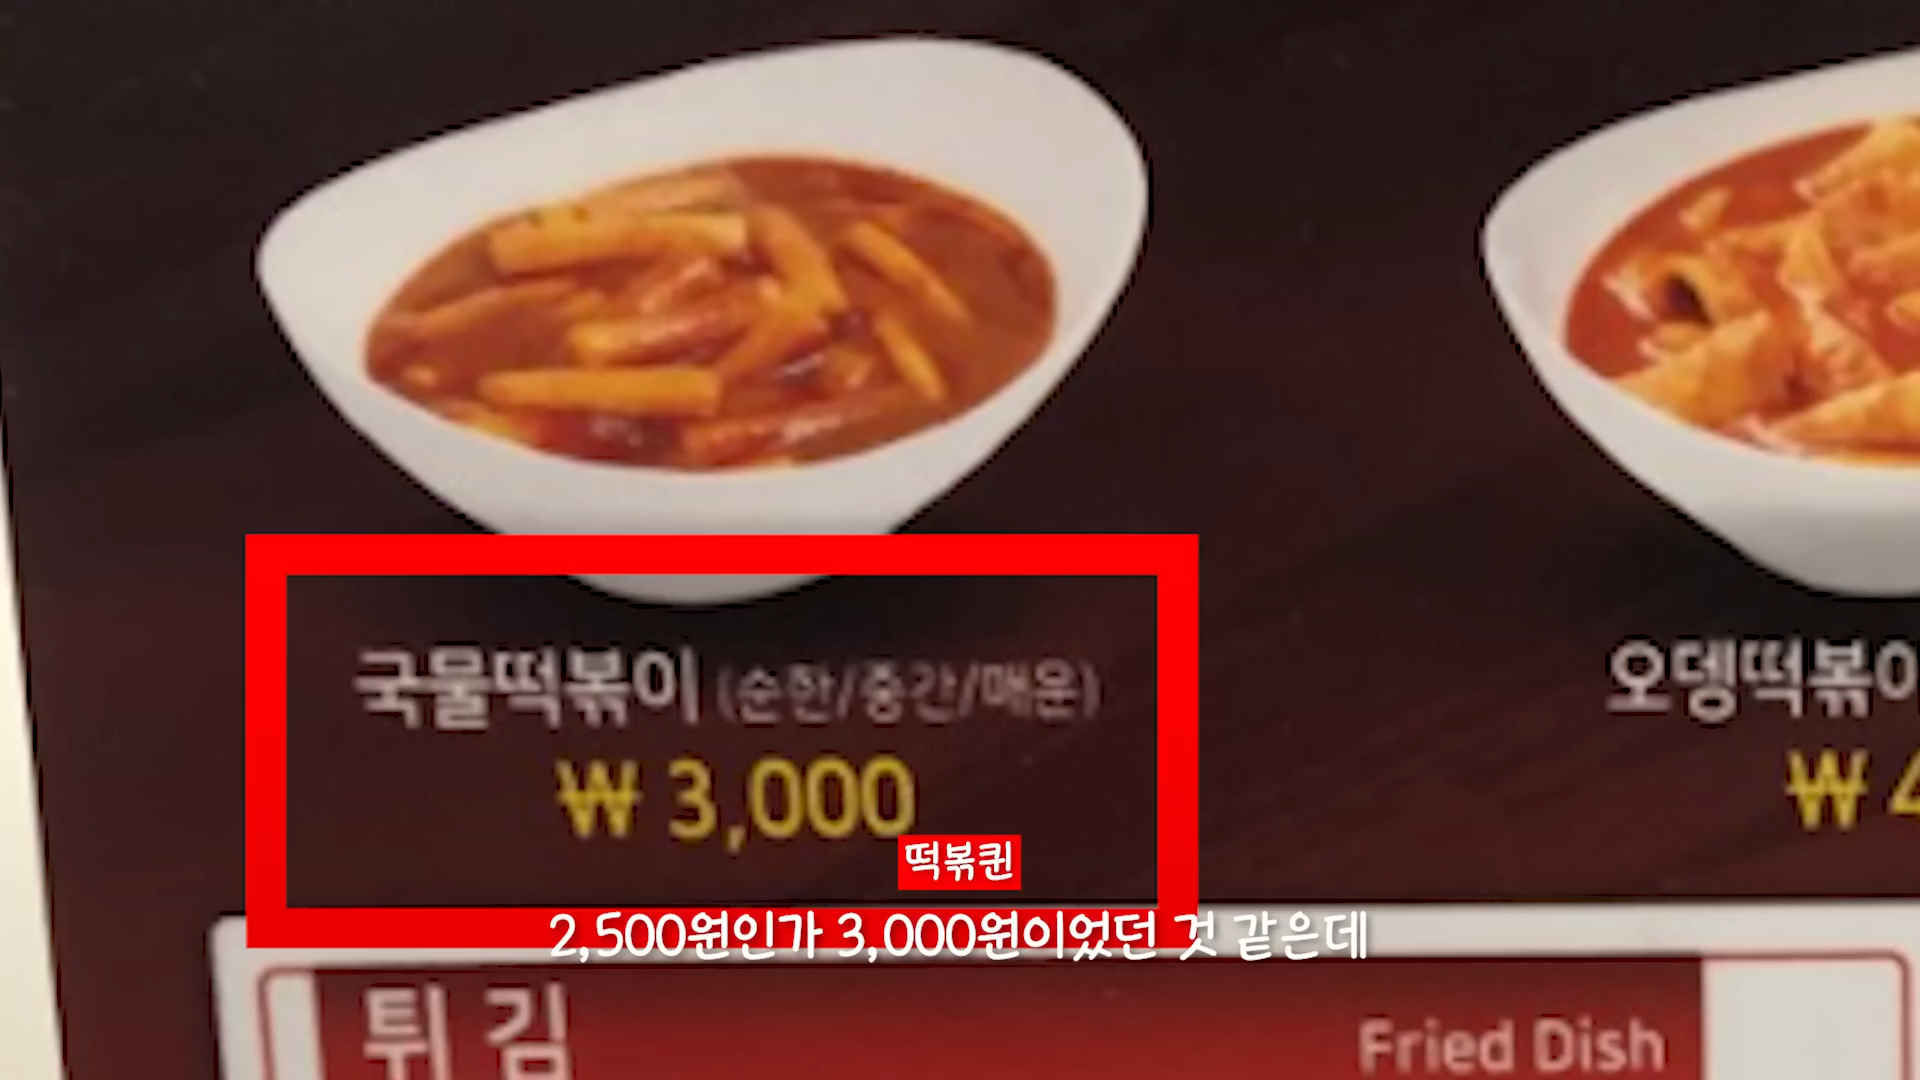 국물떡볶이 (순한/중간/매운)
₩ 3,000
오뎅떡볶이
₩ 4
떡볶퀸
2,500원인가 3,000원이었던 것 같은데
튀김
Fried Dish